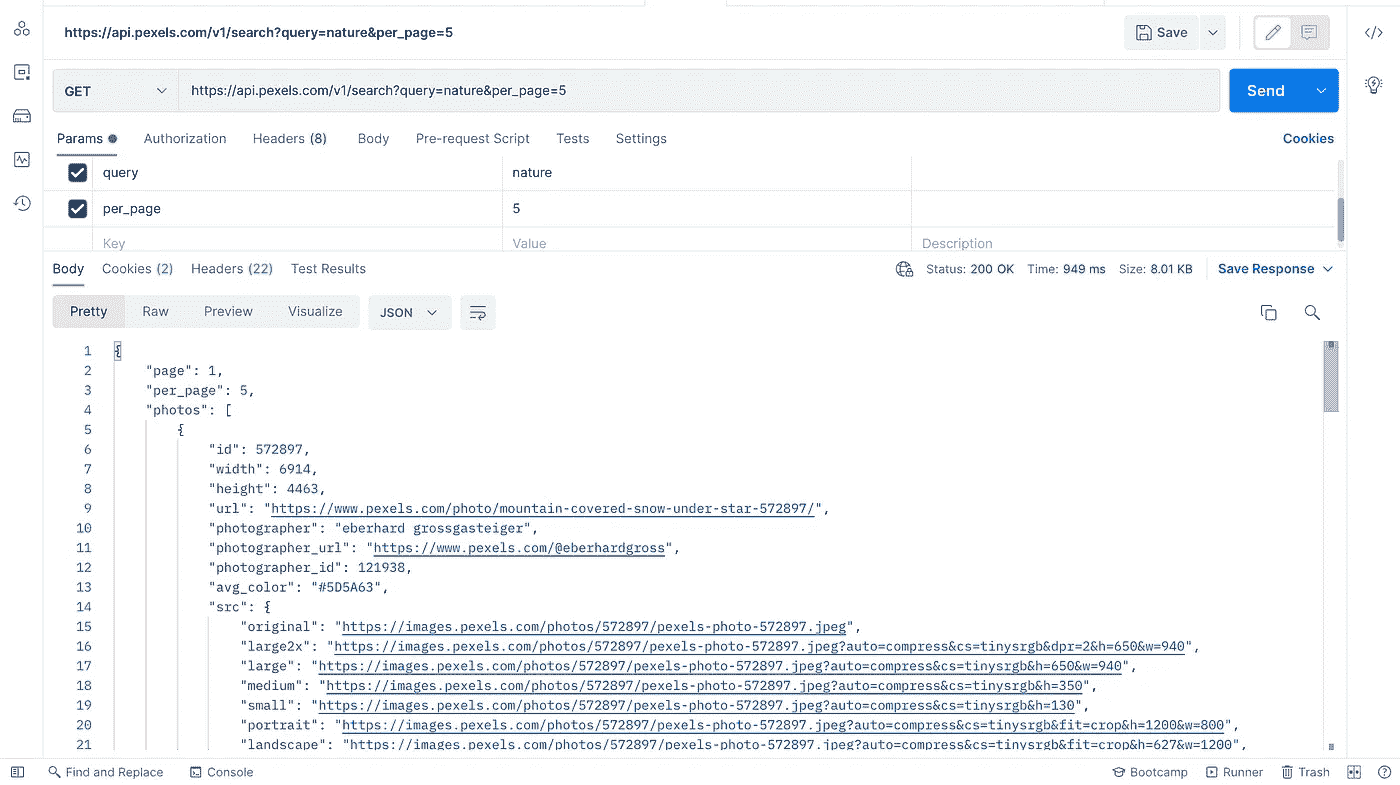 https://api.pexels.com/v1/search?query=nature&per_page=5 Save
GET https://api.pexels.com/v1/search?query=nature&per_page=5 Send
Params Authorization Headers (8) Body Pre-request Script Tests Settings Cookies
query nature
per_page 5
Key Value Description
Body Cookies (2) Headers (22) Test Results Status: 200 OK Time: 949 ms Size: 8.01 KB Save Response
Pretty Raw Preview Visualize JSON
1 {
2 "page": 1,
3 "per_page": 5,
4 "photos": [
5 {
6 "id": 572897,
7 "width": 6914,
8 "height": 4463,
9 "url": "https://www.pexels.com/photo/mountain-covered-snow-under-star-572897/",
10 "photographer": "eberhard grossgasteiger",
11 "photographer_url": "https://www.pexels.com/@eberhardgross",
12 "photographer_id": 121938,
13 "avg_color": "#5D5A63",
14 "src": {
15 "original": "https://images.pexels.com/photos/572897/pexels-photo-572897.jpeg",
16 "large2x": "https://images.pexels.com/photos/572897/pexels-photo-572897.jpeg?auto=compress&cs=tinysrgb&dpr=2&h=650&w=940",
17 "large": "https://images.pexels.com/photos/572897/pexels-photo-572897.jpeg?auto=compress&cs=tinysrgb&h=650&w=940",
18 "medium": "https://images.pexels.com/photos/572897/pexels-photo-572897.jpeg?auto=compress&cs=tinysrgb&h=350",
19 "small": "https://images.pexels.com/photos/572897/pexels-photo-572897.jpeg?auto=compress&cs=tinysrgb&h=130",
20 "portrait": "https://images.pexels.com/photos/572897/pexels-photo-572897.jpeg?auto=compress&cs=tinysrgb&fit=crop&h=1200&w=800",
21 "landscape": "https://images.pexels.com/photos/572897/pexels-photo-572897.jpeg?auto=compress&cs=tinysrgb&fit=crop&h=627&w=1200",
Find and Replace Console Bootcamp Runner Trash